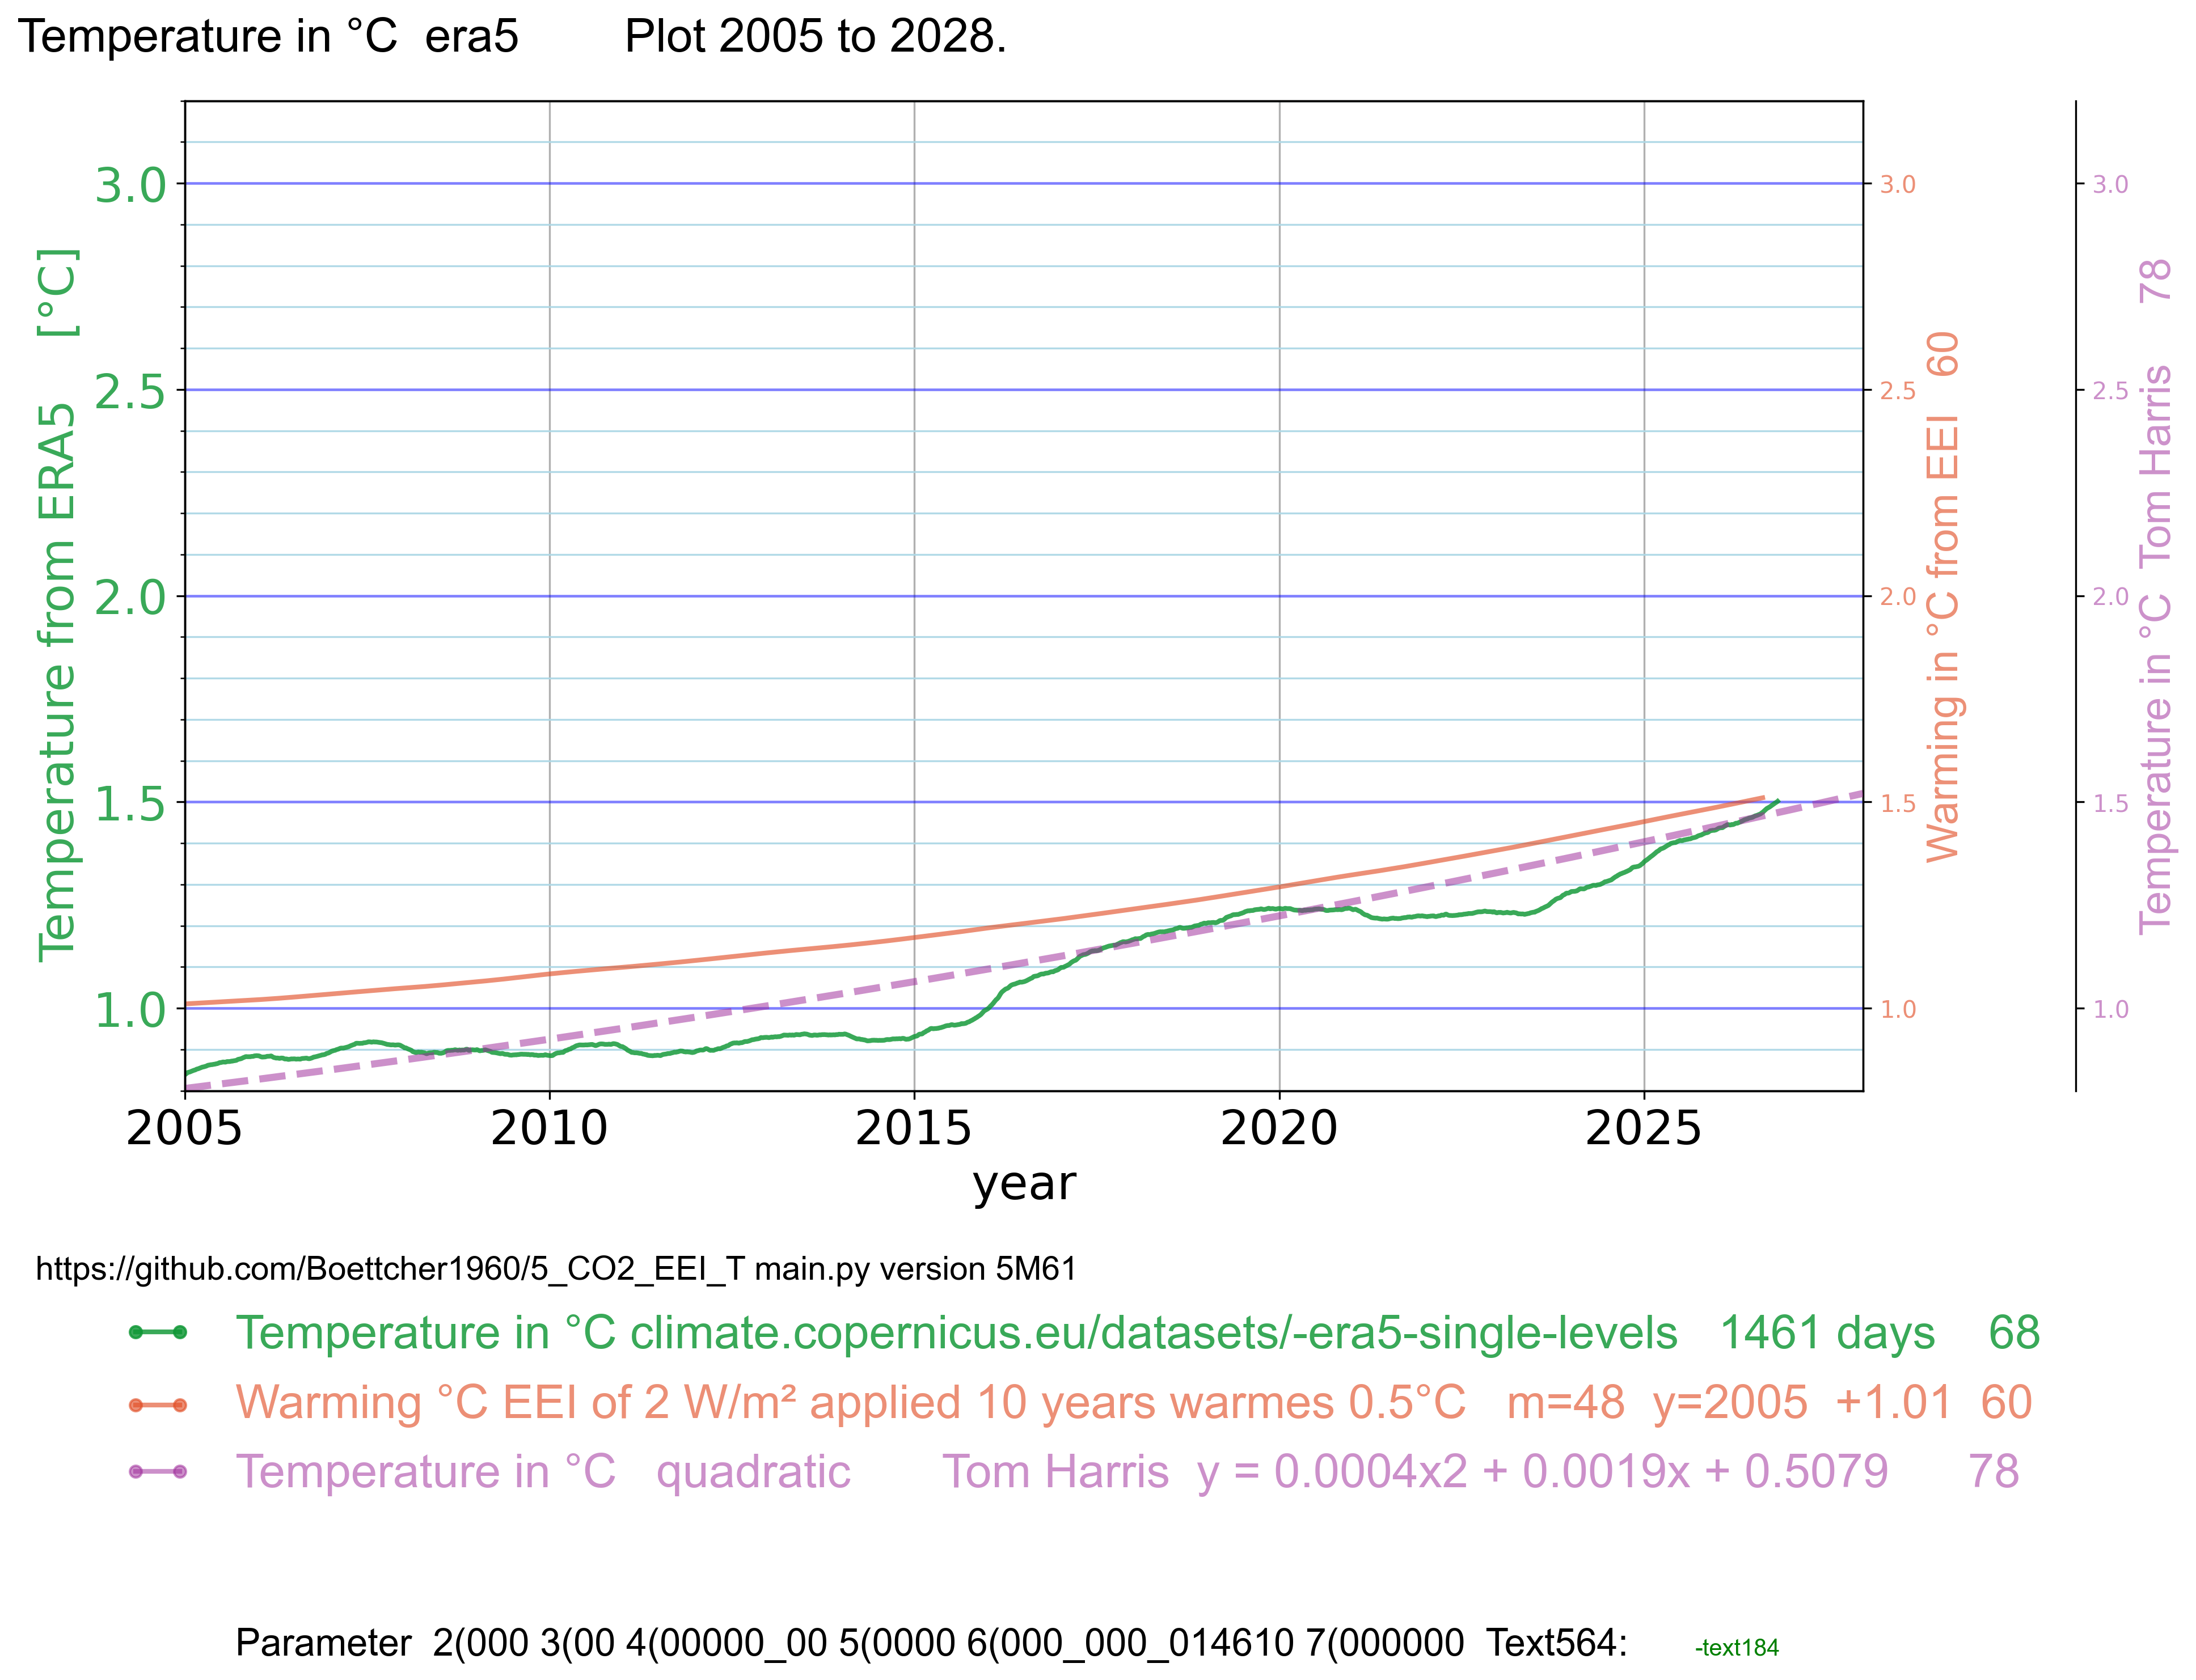 Temperature in °C era5 Plot 2005 to 2028.
Temperature from ERA5 [°C]
3.0
2.5
2.0
1.5
1.0
3.0
2.5
2.0
1.5
1.0
Warming in °C from EEI 60
3.0
2.5
2.0
1.5
1.0
Temperature in °C Tom Harris 78
2005 2010 2015 2020 2025
year
https://github.com/Boettcher1960/5_CO2_EEI_T main.py version 5M61
Temperature in °C climate.copernicus.eu/datasets/-era5-single-levels 1461 days 68
Warming °C EEI of 2 W/m² applied 10 years warmes 0.5°C m=48 y=2005 +1.01 60
Temperature in °C quadratic Tom Harris y = 0.0004x2 + 0.0019x + 0.5079 78
Parameter 2(000 3(00 4(00000_00 5(0000 6(000_000_014610 7(000000 Text564: -text184